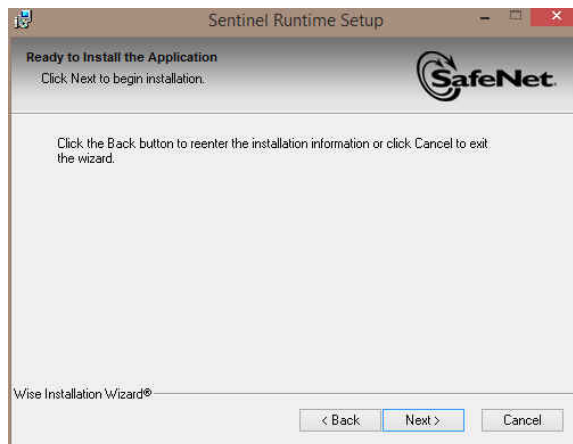 Sentinel Runtime Setup
Ready to Install the Application
Click Next to begin installation.
SafeNet.
Click the Back button to reenter the installation information or click Cancel to exit
the wizard.
Wise Installation Wizard®
< Back
Next >
Cancel